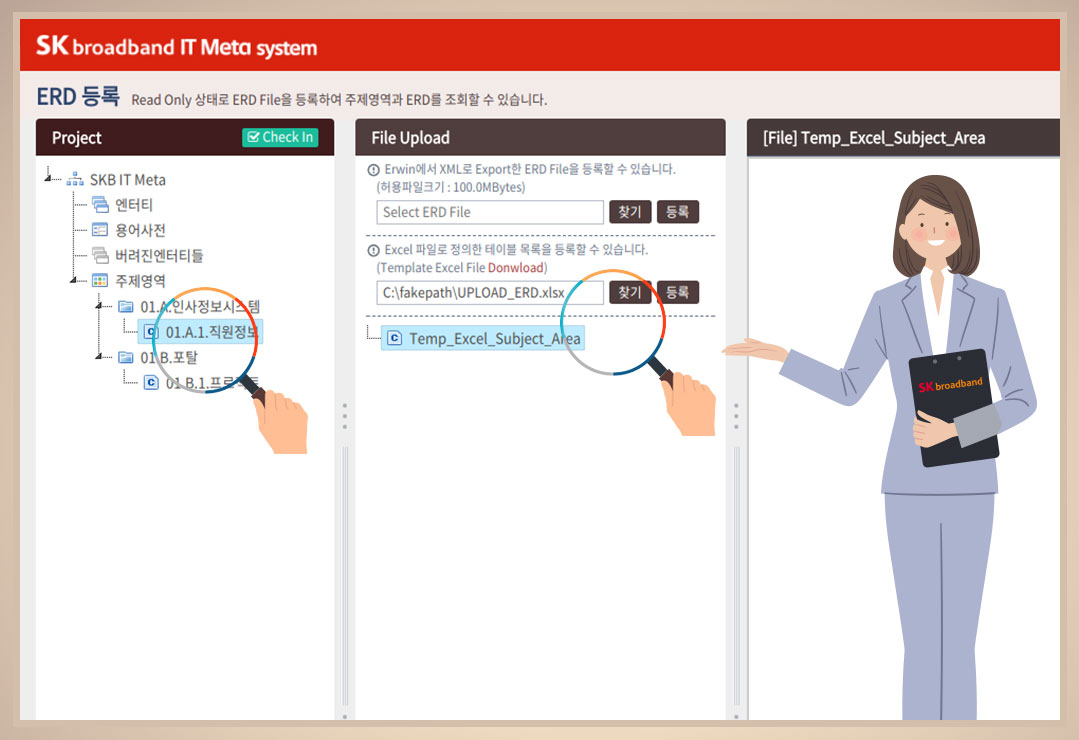 SK broadband IT Meta system
ERD 등록 Read Only 상태로 ERD File을 등록하여 주제영역과 ERD를 조회할 수 있습니다.
Project Check In
SKB IT Meta
엔터티
용어사전
버려진엔터티들
주제영역
01.A.인사정보시스템
01.A.1.직원정보
01.B.포탈
01.B.1.프로젝트
File Upload
Erwin에서 XML로 Export한 ERD File을 등록할 수 있습니다.
(허용파일크기 : 100.0MBytes)
Select ERD File 찾기 등록
Excel 파일로 정의한 테이블 목록을 등록할 수 있습니다.
(Template Excel File Donwload)
C:\fakepath\UPLOAD_ERD.xlsx 찾기 등록
Temp_Excel_Subject_Area
[File] Temp_Excel_Subject_Area
SK broadband